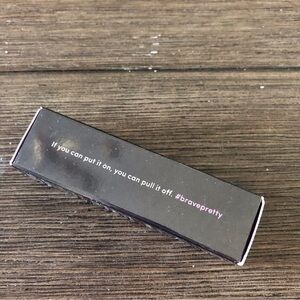 If you can put it on, you can pull it off. #bravepretty